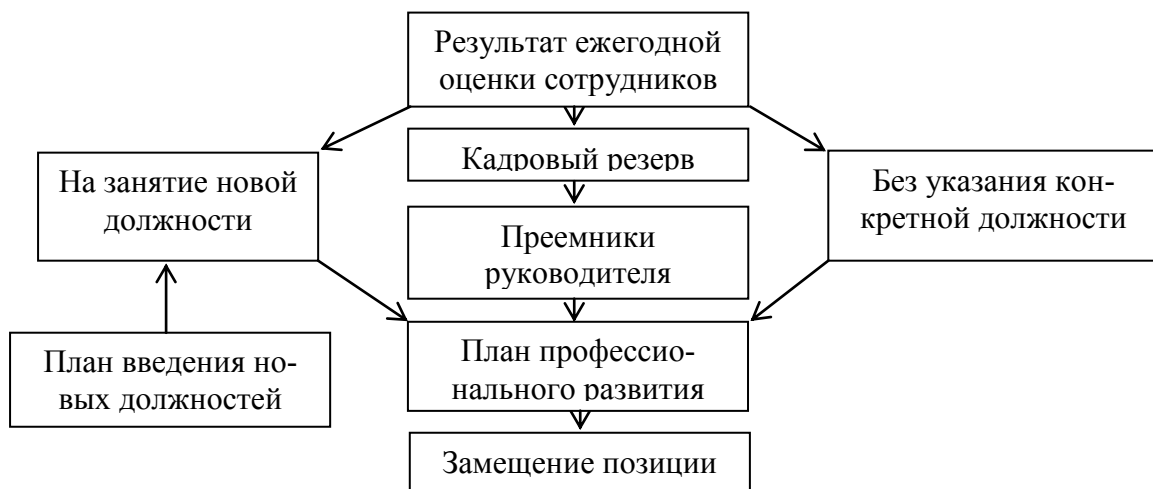 Результат ежегодной
оценки сотрудников
Кадровый резерв
На занятие новой
должности
Без указания кон-
кретной должности
Преемники
руководителя
План введения но-
вых должностей
План профессио-
нального развития
Замещение позиции